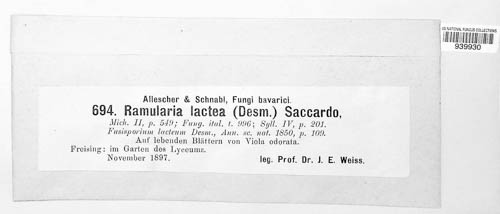 US NATIONAL FUNGUS COLLECTIONS
939930
Allescher & Schnabl, Fungi bavarici.
694. Ramularia lactea (Desm.) Saccardo,
Mich. II, p. 549; Fung. ital. t. 996; Syll. IV, p. 201.
Fusisporium lacteum Desm., Ann. sc. nat. 1850, p. 109.
Auf lebenden Blättern von Viola odorata.
Freising: im Garten des Lyceums.
November 1897. leg. Prof. Dr. J. E. Weiss.